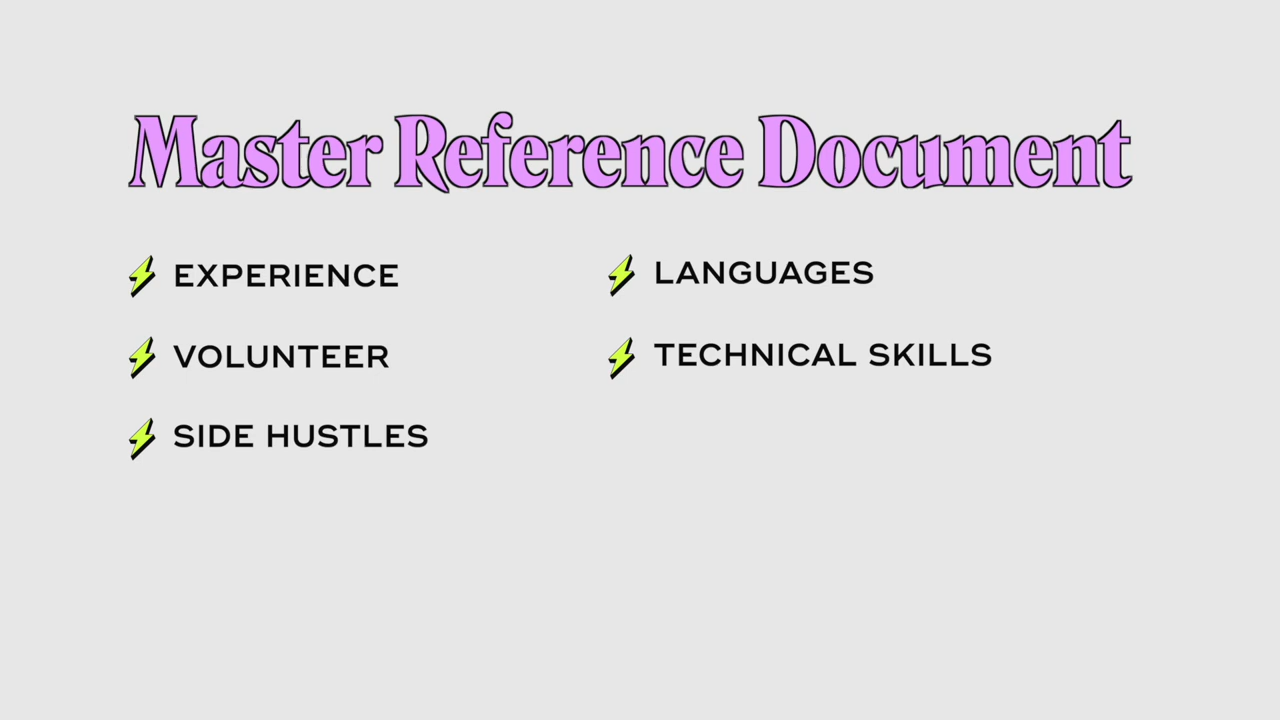 Master Reference Document
EXPERIENCE
VOLUNTEER
SIDE HUSTLES
LANGUAGES
TECHNICAL SKILLS